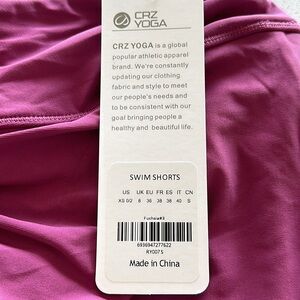 CRZ
YOGA
CRZ YOGA is a global
popular athletic apparel
brand. We're constantly
updating our clothing
fabric and style to meet
our people's needs and
to be consistent with our
goal bringing people a
healthy and beautiful life.
SWIM SHORTS
US UK EU FR ES IT CN
XS 0/2 8 36 38 38 40 S
Fuchsia#3
6936947277622
RY007S
Made in China